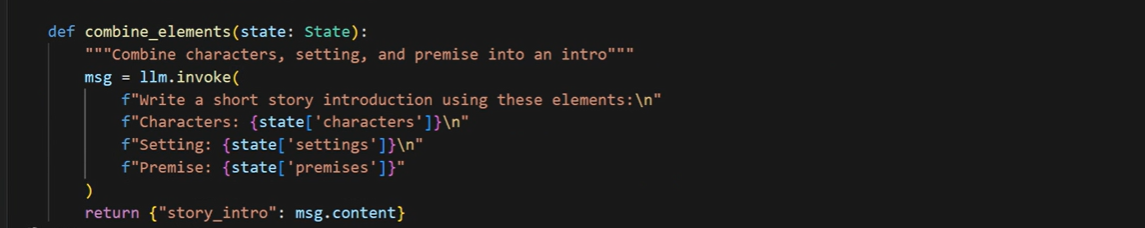 def combine_elements(state: State):
    """Combine characters, setting, and premise into an intro"""
    msg = llm.invoke(
        f"Write a short story introduction using these elements:\n"
        f"Characters: {state['characters']}\n"
        f"Setting: {state['settings']}\n"
        f"Premise: {state['premises']}"
    )
    return {"story_intro": msg.content}